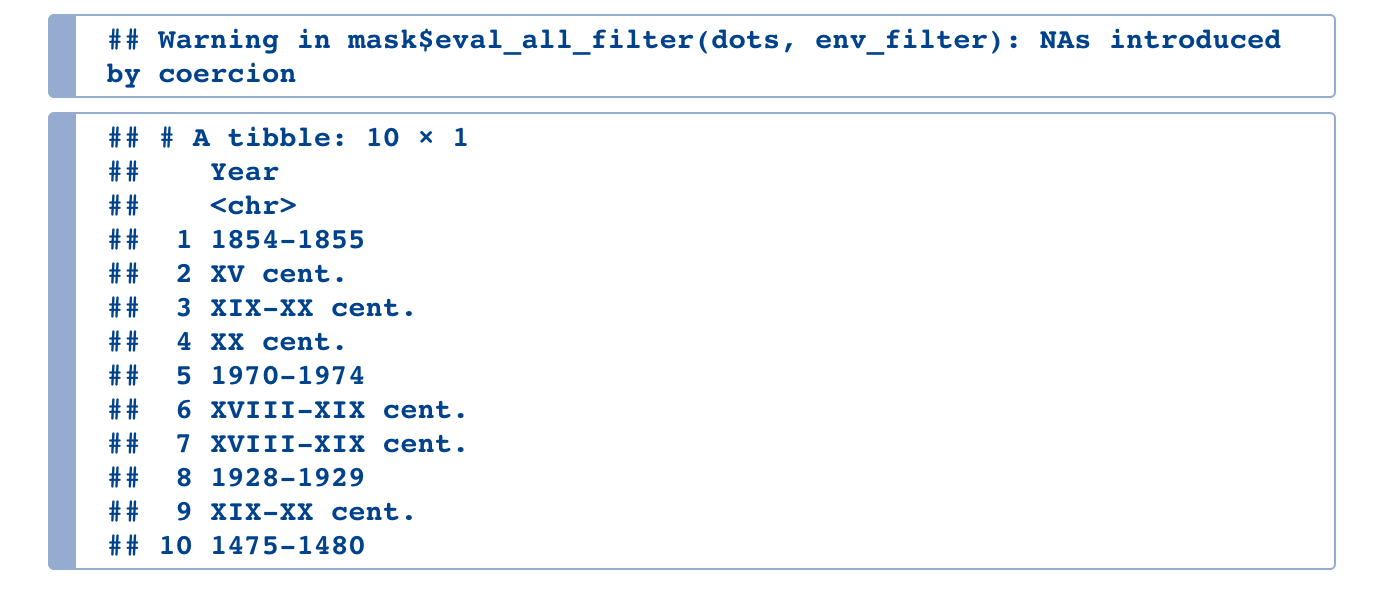 ## Warning in mask$eval_all_filter(dots, env_filter): NAs introduced
by coercion
## # A tibble: 10 × 1
##    Year
##    <chr>
##  1 1854–1855
##  2 XV cent.
##  3 XIX–XX cent.
##  4 XX cent.
##  5 1970–1974
##  6 XVIII–XIX cent.
##  7 XVIII–XIX cent.
##  8 1928–1929
##  9 XIX–XX cent.
## 10 1475–1480